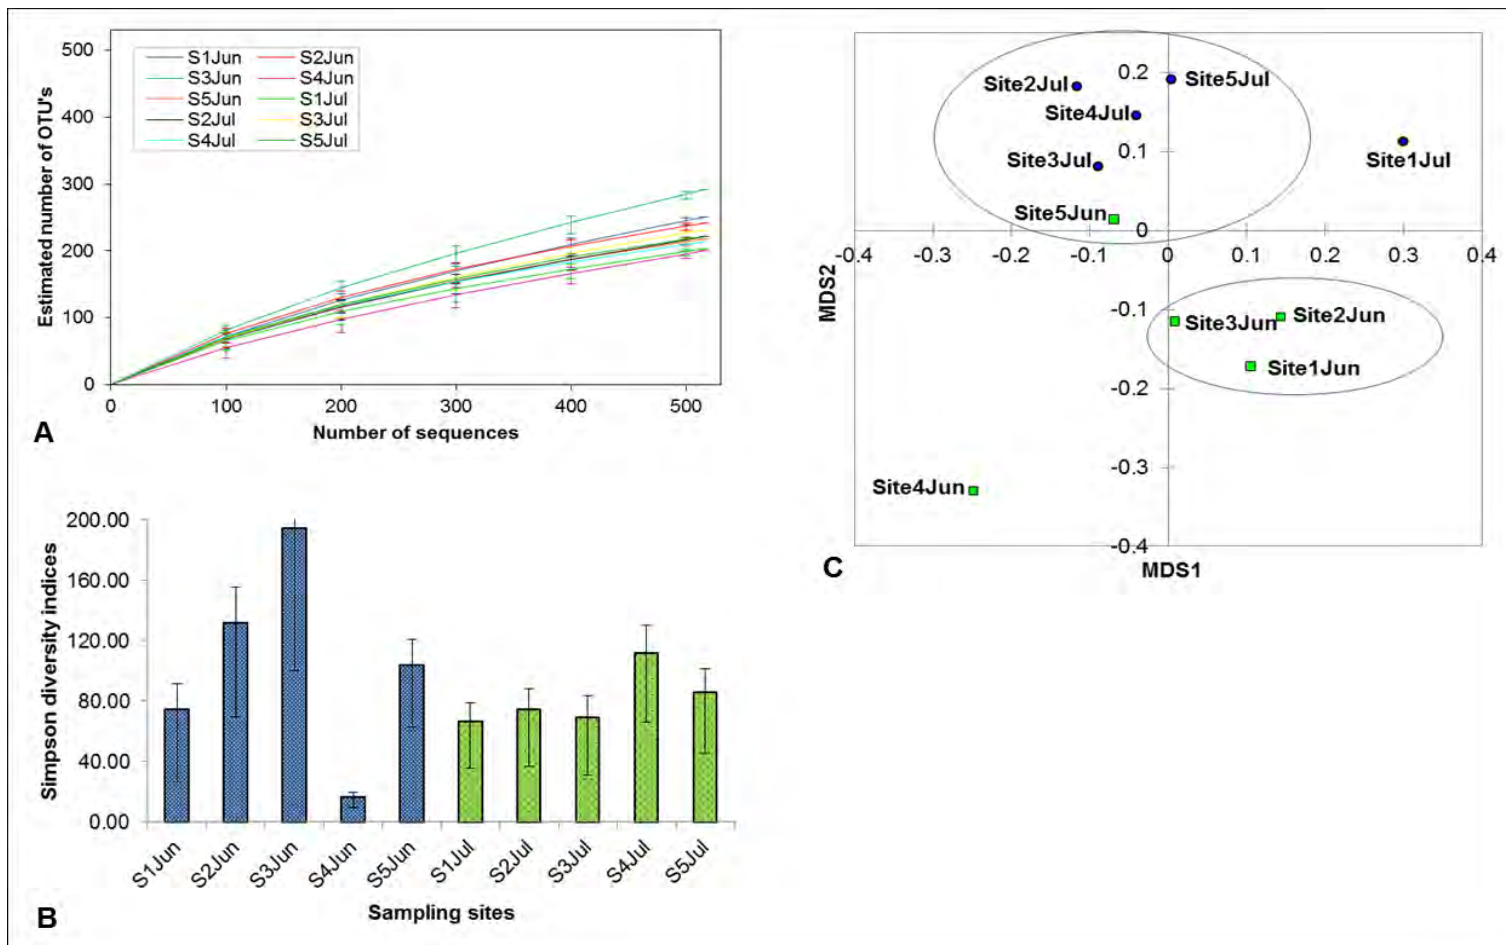 500
400
300
200
100
0
S1Jun S2Jun
S3Jun S4Jun
S5Jun S1Jul
S2Jul S3Jul
S4Jul S5Jul
Estimated number of OTU's
0 100 200 300 400 500
Number of sequences
A
200.00
160.00
120.00
80.00
40.00
0.00
Simpson diversity indices
S1Jun S2Jun S3Jun S4Jun S5Jun S1Jul S2Jul S3Jul S4Jul S5Jul
Sampling sites
B
0.2
Site2Jul Site5Jul
Site4Jul
0.1
Site3Jul Site1Jul
Site5Jun
0
-0.4 -0.3 -0.2 -0.1 0 0.1 0.2 0.3 0.4
MDS2
-0.1
Site3Jun Site2Jun
Site1Jun
-0.2
-0.3
Site4Jun
-0.4
MDS1
C